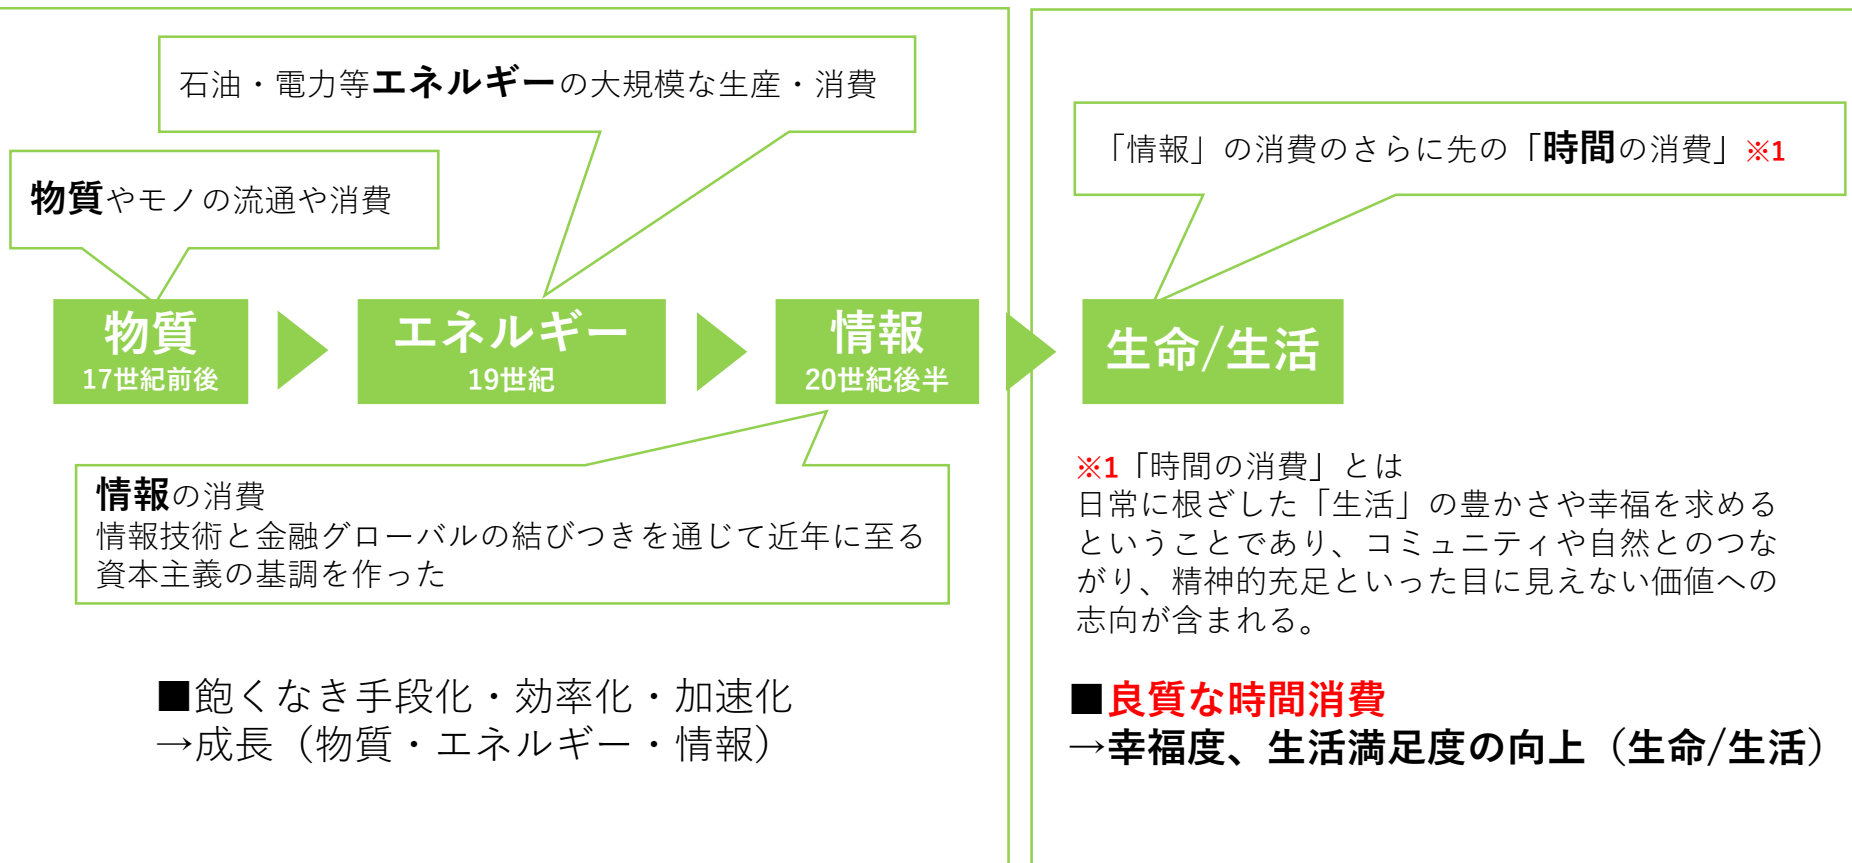 石油・電力等エネルギーの大規模な生産・消費
物質やモノの流通や消費
物質
17世紀前後
エネルギー
19世紀
情報
20世紀後半
情報の消費
情報技術と金融グローバルの結びつきを通じて近年に至る
資本主義の基調を作った
■飽くなき手段化・効率化・加速化
→成長（物質・エネルギー・情報）
「情報」の消費のさらに先の「時間の消費」※1
生命/生活
※1「時間の消費」とは
日常に根ざした「生活」の豊かさや幸福を求める
ということであり、コミュニティや自然とのつな
がり、精神的充足といった目に見えない価値への
志向が含まれる。
■良質な時間消費
→幸福度、生活満足度の向上（生命/生活）